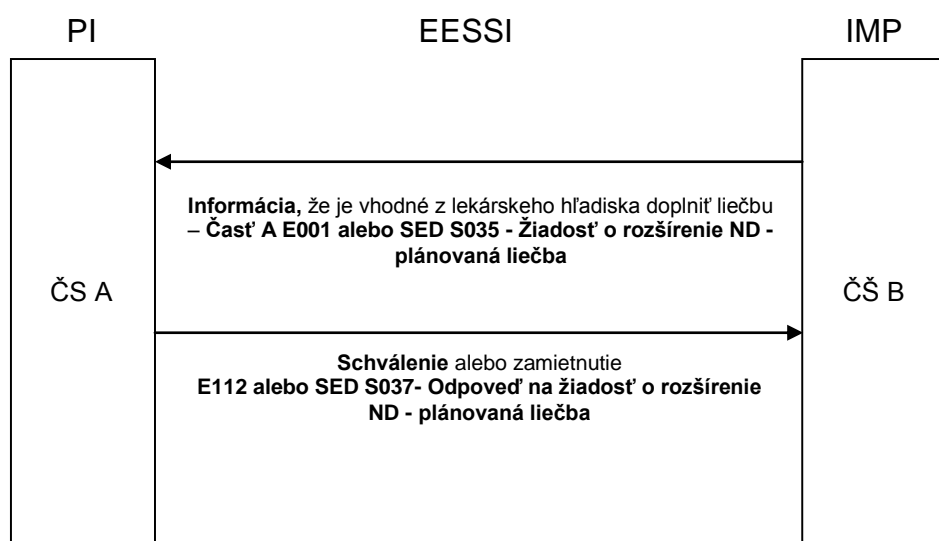 PI EESSI IMP
Informácia, že je vhodné z lekárskeho hľadiska doplniť liečbu
– Časť A E001 alebo SED S035 - Žiadosť o rozšírenie ND -
plánovaná liečba
ČS A ČŠ B
Schválenie alebo zamietnutie
E112 alebo SED S037- Odpoveď na žiadosť o rozšírenie
ND - plánovaná liečba